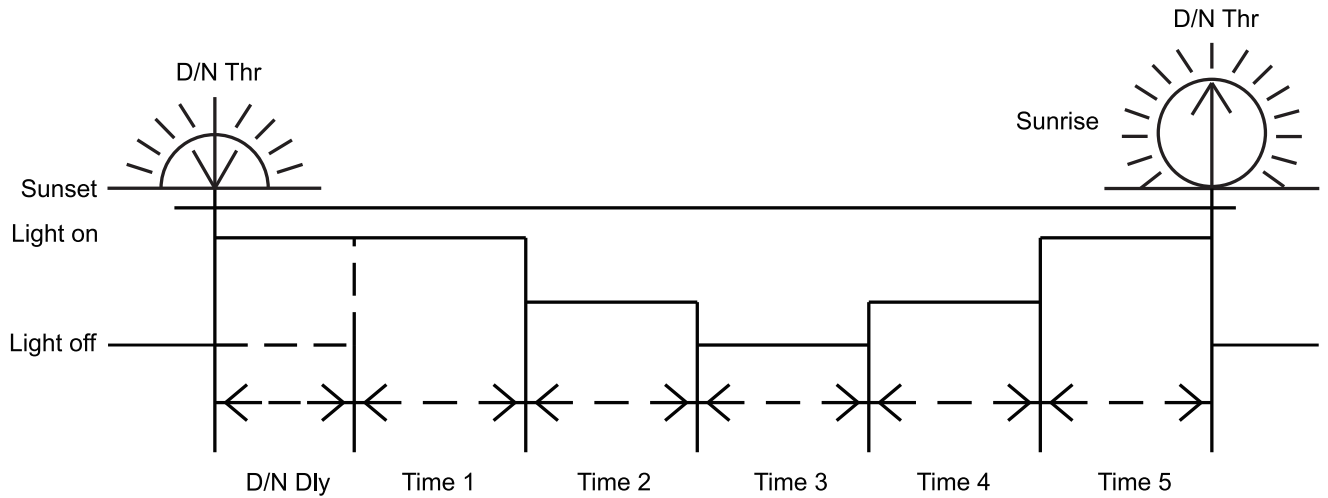 D/N Thr
D/N Thr
Sunrise
Sunset
Light on
Light off
D/N Dly
Time 1
Time 2
Time 3
Time 4
Time 5